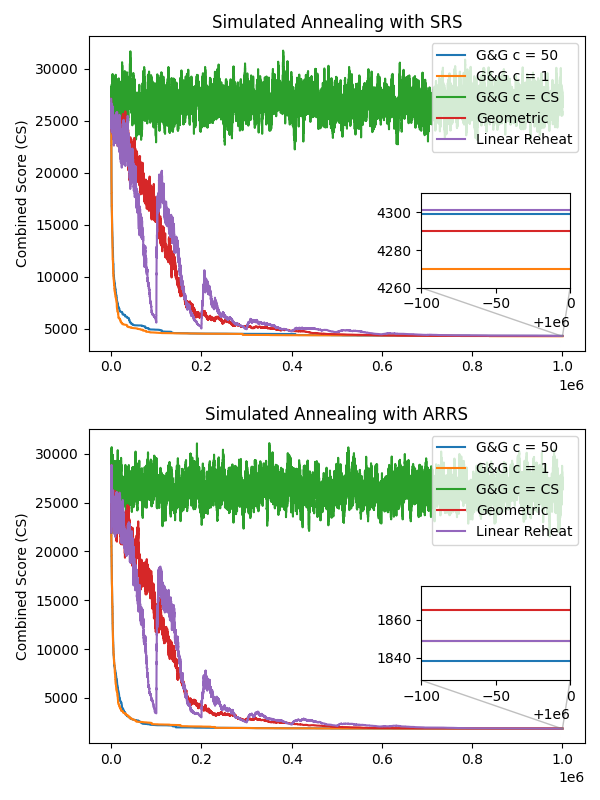 Simulated Annealing with SRS
Combined Score (CS)
30000
25000
20000
15000
10000
5000
G&G c = 50
G&G c = 1
G&G c = CS
Geometric
Linear Reheat
4300
4280
4260
−100
−50
0
+1e6
0.0
0.2
0.4
0.6
0.8
1.0
1e6
Simulated Annealing with ARRS
Combined Score (CS)
30000
25000
20000
15000
10000
5000
G&G c = 50
G&G c = 1
G&G c = CS
Geometric
Linear Reheat
1860
1840
−100
−50
0
+1e6
0.0
0.2
0.4
0.6
0.8
1.0
1e6